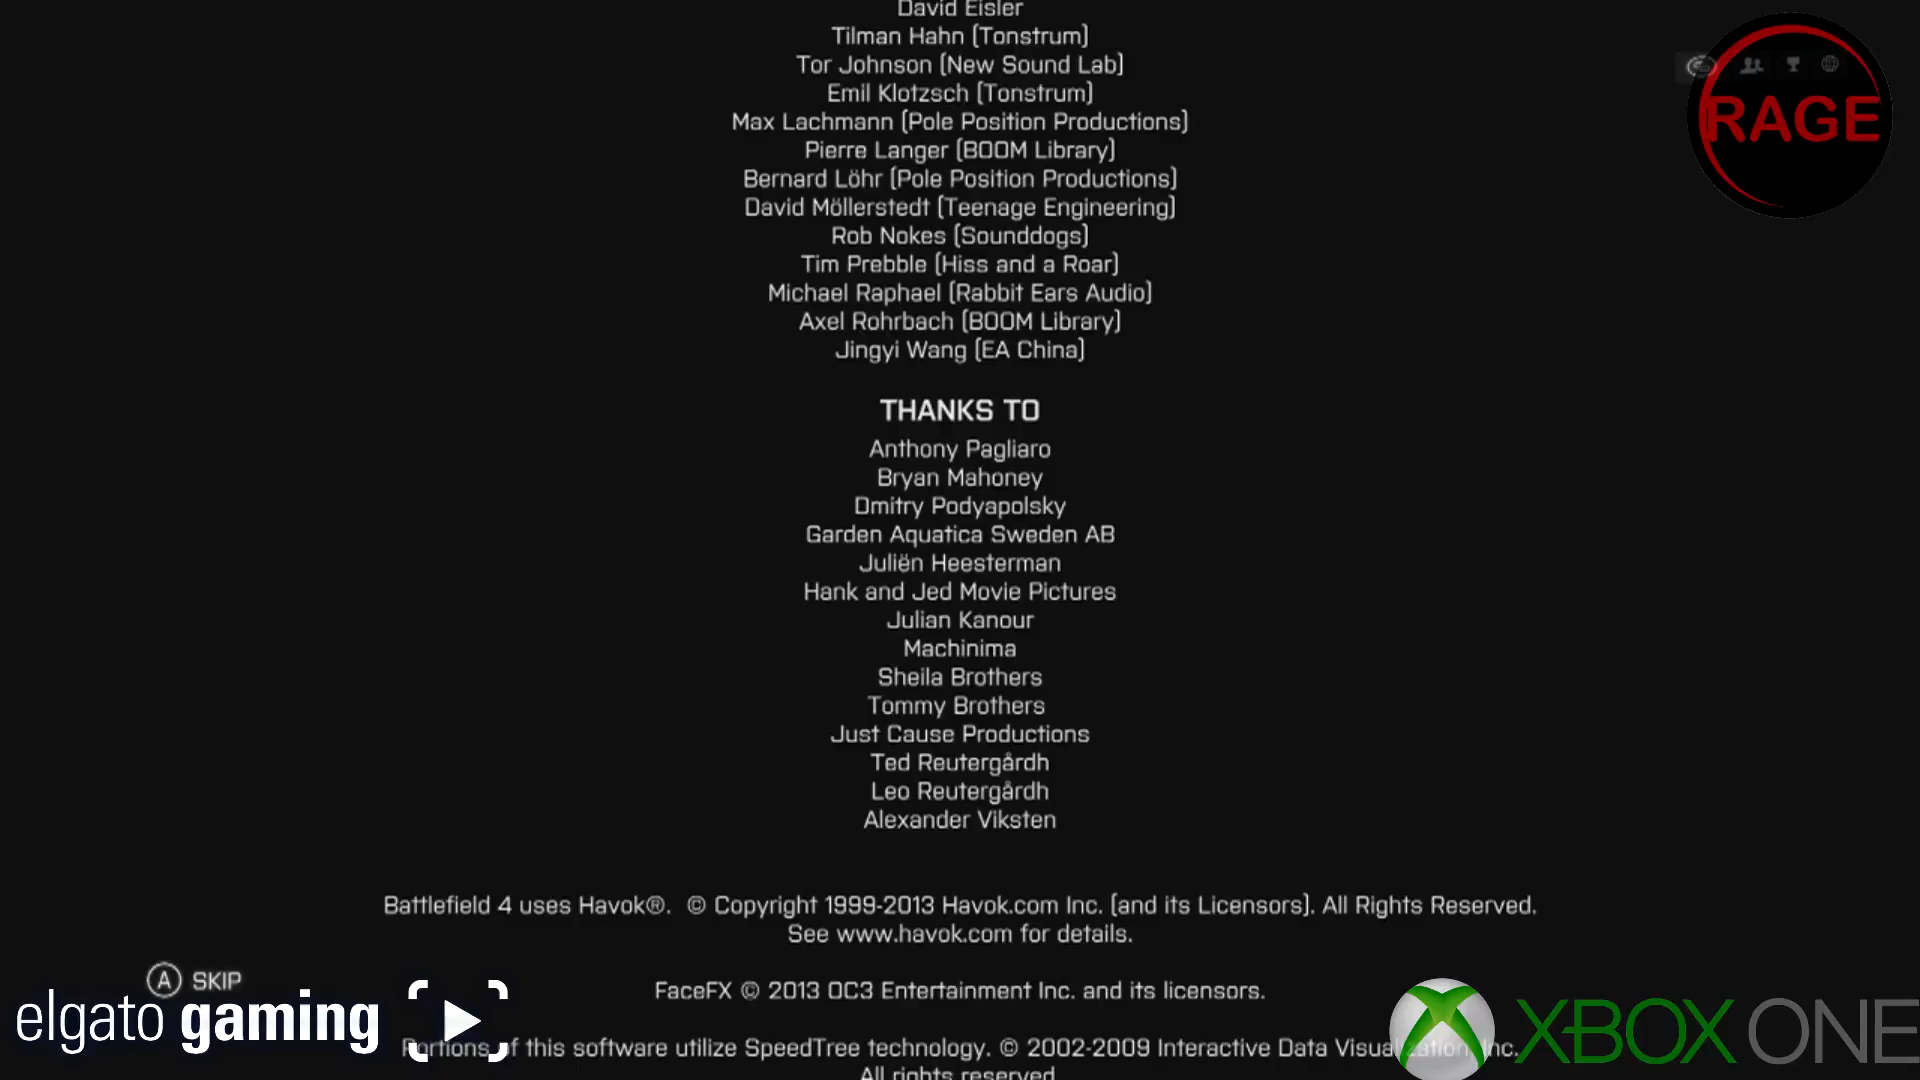 David Eisler
Tilman Hahn (Tonstrum)
Tor Johnson (New Sound Lab)
Emil Klotzsch (Tonstrum)
Max Lachmann (Pole Position Productions)
Pierre Langer (BOOM Library)
Bernard Löhr (Pole Position Productions)
David Möllerstedt (Teenage Engineering)
Rob Nokes (Sounddogs)
Tim Prebble (Hiss and a Roar)
Michael Raphael (Rabbit Ears Audio)
Axel Rohrbach (BOOM Library)
Jingyi Wang (EA China)
RAGE
THANKS TO
Anthony Pagliaro
Bryan Mahoney
Dmitry Podyapolsky
Garden Aquatica Sweden AB
Juliën Heesterman
Hank and Jed Movie Pictures
Julian Kanour
Machinima
Sheila Brothers
Tommy Brothers
Just Cause Productions
Ted Reutergårdh
Leo Reutergårdh
Alexander Viksten
Battlefield 4 uses Havok®. © Copyright 1999-2013 Havok.com Inc. (and its Licensors). All Rights Reserved.
See www.havok.com for details.
A SKIP
FaceFX © 2013 OC3 Entertainment Inc. and its licensors.
elgato gaming
XBOX ONE
Portions of this software utilize SpeedTree technology. © 2002-2009 Interactive Data Visualization, Inc.
All rights reserved.